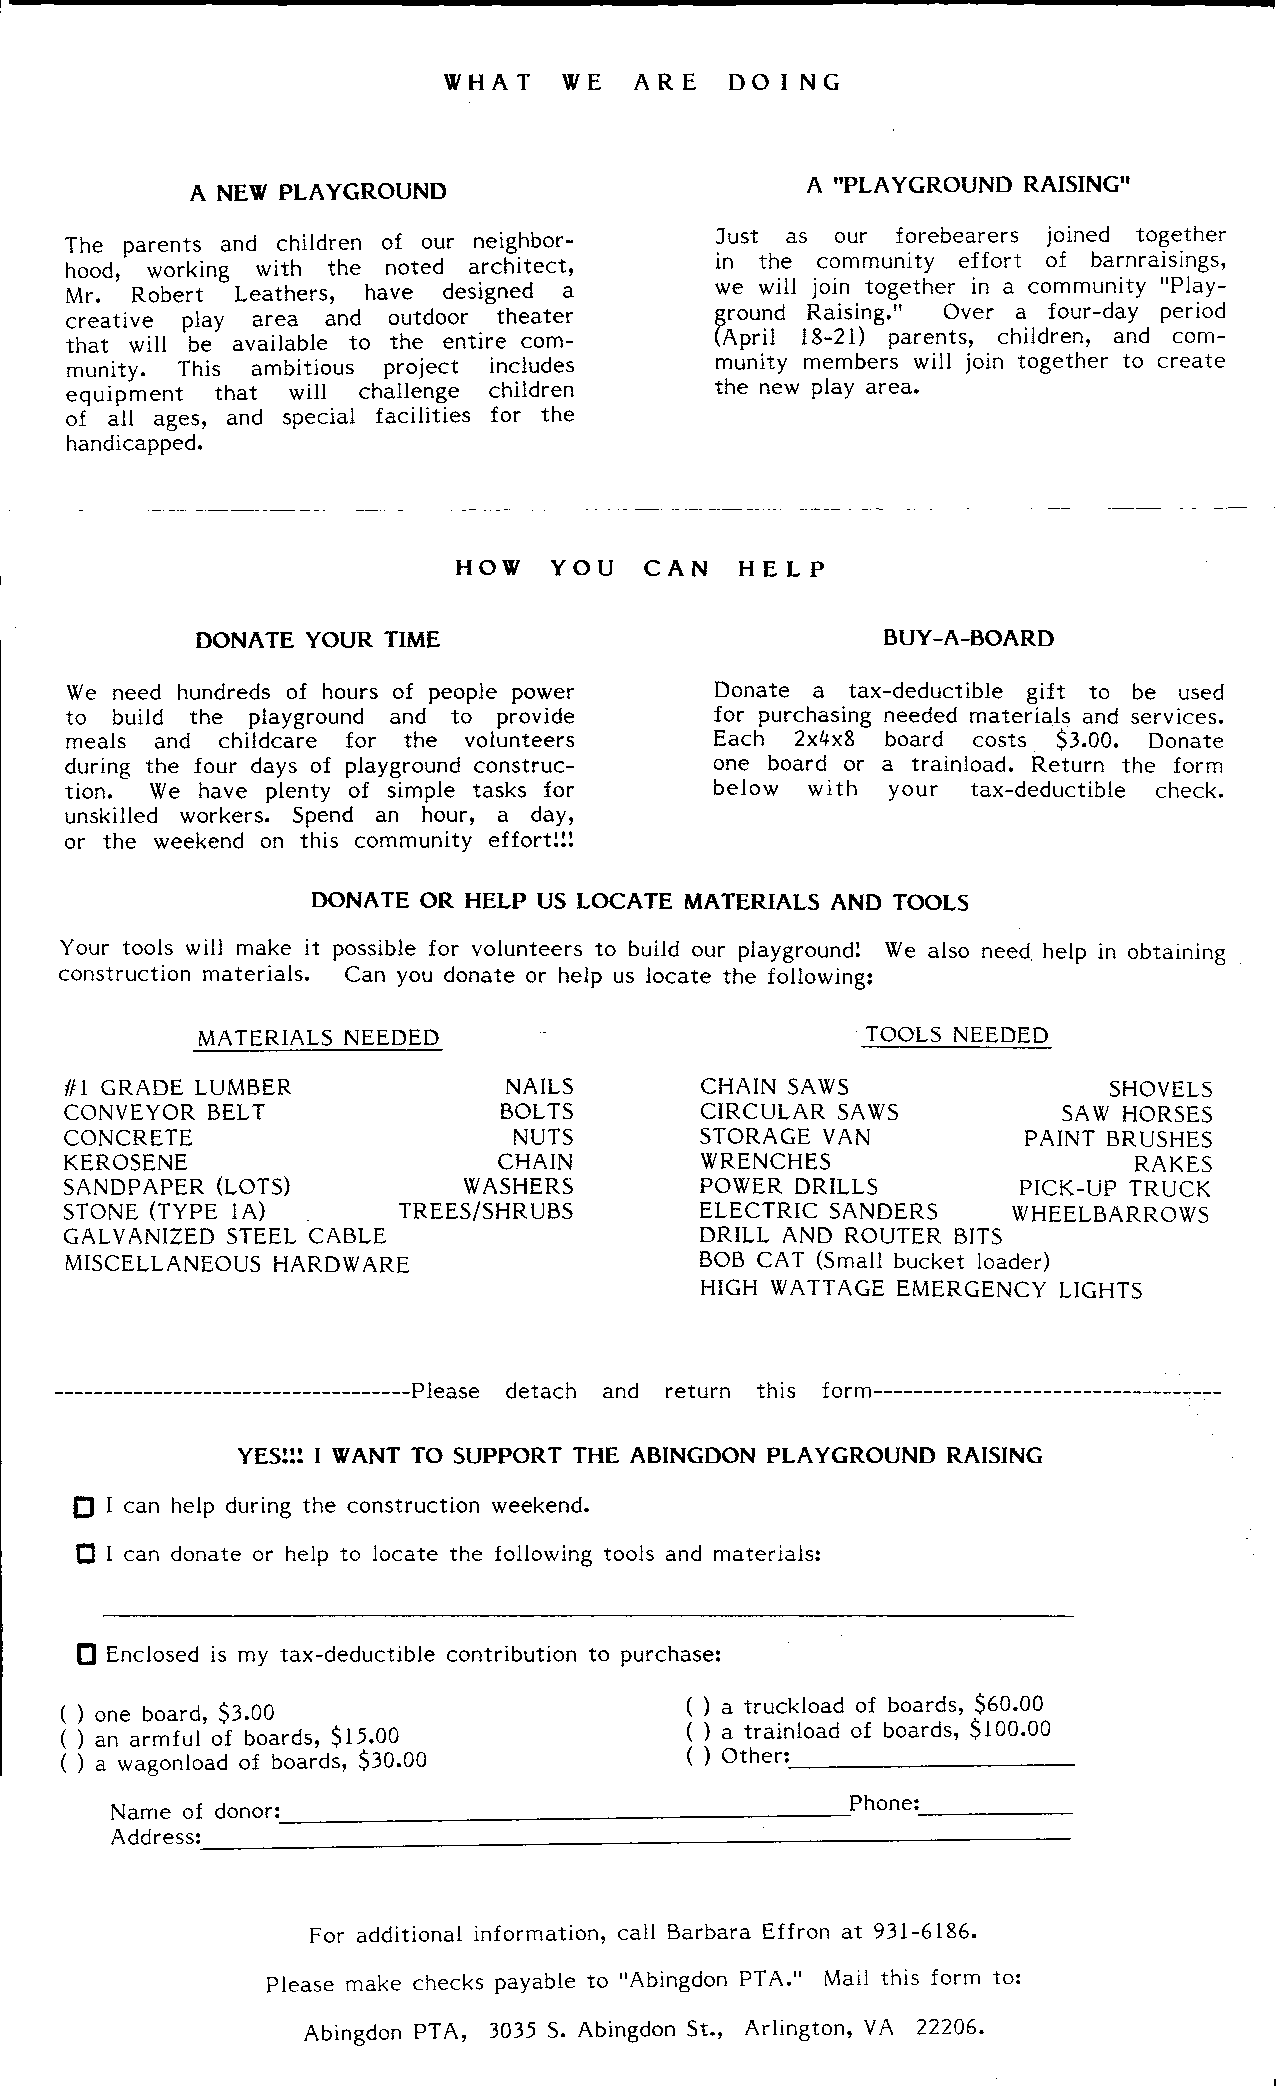 WHAT WE ARE DOING
A NEW PLAYGROUND
The parents and children of our neighbor-
hood, working with the noted architect,
Mr. Robert Leathers, have designed a
creative play area and outdoor theater
that will be available to the entire com-
munity. This ambitious project includes
equipment that will challenge children
of all ages, and special facilities for the
handicapped.
A "PLAYGROUND RAISING"
Just as our forebearers joined together
in the community effort of barnraisings,
we will join together in a community "Play-
ground Raising." Over a four-day period
(April 18-21) parents, children, and com-
munity members will join together to create
the new play area.
HOW YOU CAN HELP
DONATE YOUR TIME
We need hundreds of hours of people power
to build the playground and to provide
meals and childcare for the volunteers
during the four days of playground construc-
tion. We have plenty of simple tasks for
unskilled workers. Spend an hour, a day,
or the weekend on this community effort!!!
BUY-A-BOARD
Donate a tax-deductible gift to be used
for purchasing needed materials and services.
Each 2x4x8 board costs $3.00. Donate
one board or a trainload. Return the form
below with your tax-deductible check.
DONATE OR HELP US LOCATE MATERIALS AND TOOLS
Your tools will make it possible for volunteers to build our playground! We also need help in obtaining
construction materials. Can you donate or help us locate the following:
MATERIALS NEEDED
#1 GRADE LUMBER NAILS
CONVEYOR BELT BOLTS
CONCRETE NUTS
KEROSENE CHAIN
SANDPAPER (LOTS) WASHERS
STONE (TYPE 1A) TREES/SHRUBS
GALVANIZED STEEL CABLE
MISCELLANEOUS HARDWARE
TOOLS NEEDED
CHAIN SAWS SHOVELS
CIRCULAR SAWS SAW HORSES
STORAGE VAN PAINT BRUSHES
WRENCHES RAKES
POWER DRILLS PICK-UP TRUCK
ELECTRIC SANDERS WHEELBARROWS
DRILL AND ROUTER BITS
BOB CAT (Small bucket loader)
HIGH WATTAGE EMERGENCY LIGHTS
------------------------------------Please detach and return this form-----------------------------------
YES!!! I WANT TO SUPPORT THE ABINGDON PLAYGROUND RAISING
I can help during the construction weekend.
I can donate or help to locate the following tools and materials:
Enclosed is my tax-deductible contribution to purchase:
( ) one board, $3.00
( ) an armful of boards, $15.00
( ) a wagonload of boards, $30.00
( ) a truckload of boards, $60.00
( ) a trainload of boards, $100.00
( ) Other:
Name of donor: Phone:
Address:
For additional information, call Barbara Effron at 931-6186.
Please make checks payable to "Abingdon PTA." Mail this form to:
Abingdon PTA, 3035 S. Abingdon St., Arlington, VA 22206.